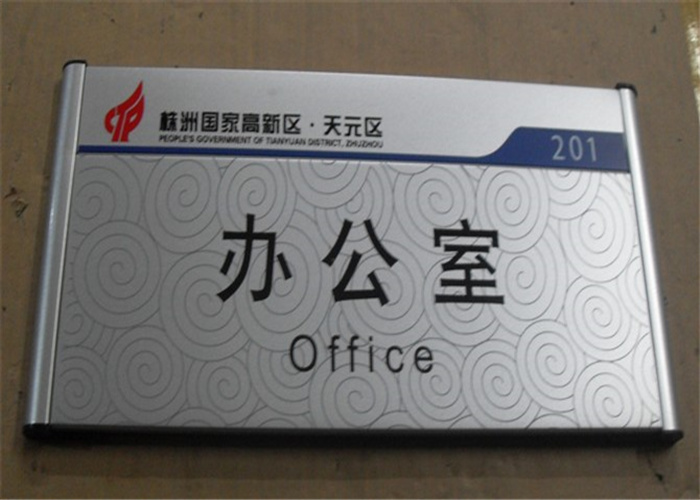 株洲国家高新区·天元区
PEOPLE'S GOVERNMENT OF TIANYUAN DISTRICT, ZHUZHOU
201
办公室
Office